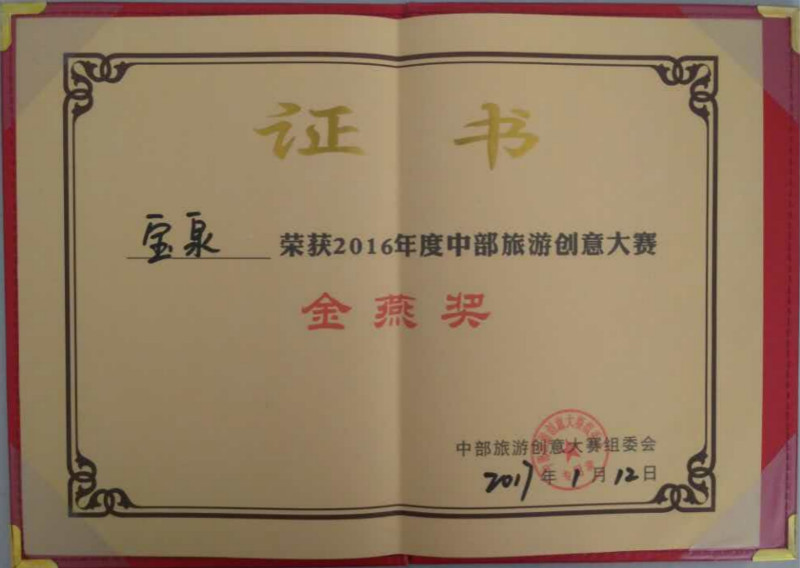 证书
宝泉 荣获2016年度中部旅游创意大赛
金燕奖
中部旅游创意大赛组委会
2017年1月12日